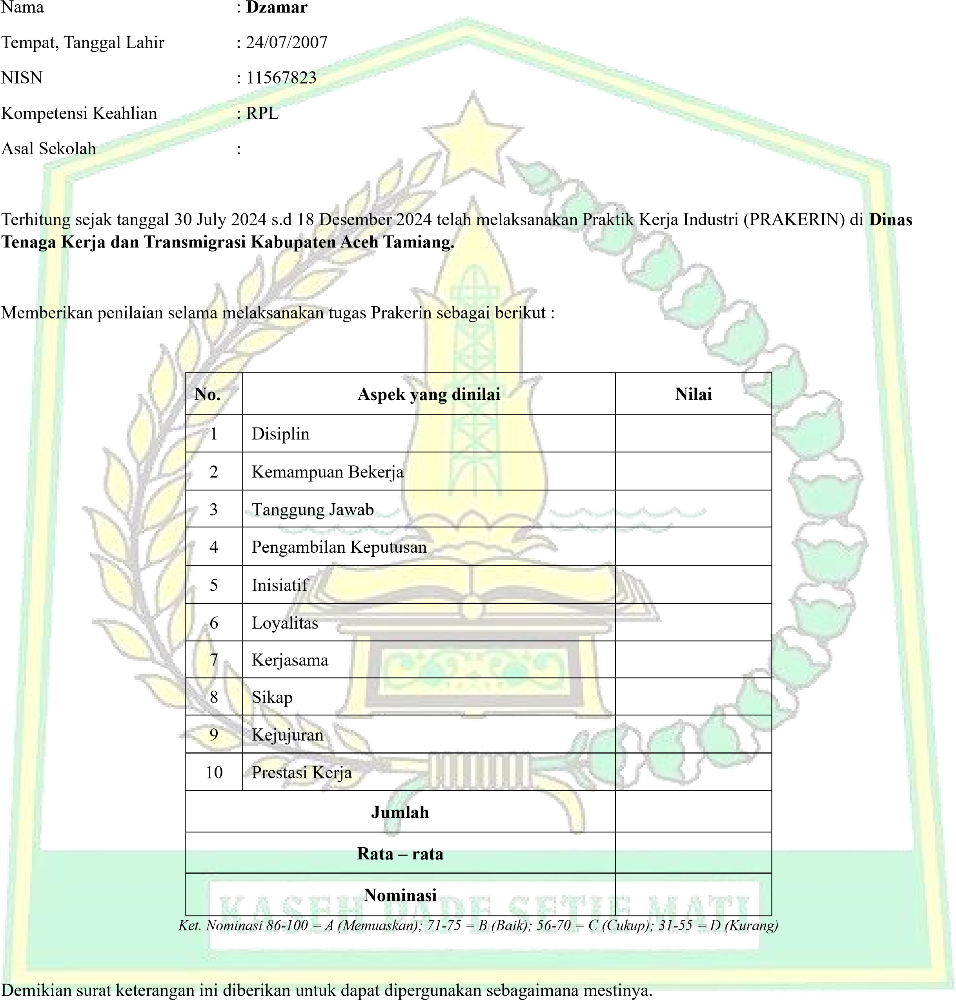 Nama : Dzamar
Tempat, Tanggal Lahir : 24/07/2007
NISN : 11567823
Kompetensi Keahlian : RPL
Asal Sekolah :
Terhitung sejak tanggal 30 July 2024 s.d 18 Desember 2024 telah melaksanakan Praktik Kerja Industri (PRAKERIN) di Dinas
Tenaga Kerja dan Transmigrasi Kabupaten Aceh Tamiang.
Memberikan penilaian selama melaksanakan tugas Prakerin sebagai berikut :
No. Aspek yang dinilai Nilai
1 Disiplin
2 Kemampuan Bekerja
3 Tanggung Jawab
4 Pengambilan Keputusan
5 Inisiatif
6 Loyalitas
7 Kerjasama
8 Sikap
9 Kejujuran
10 Prestasi Kerja
Jumlah
Rata – rata
Nominasi
KASEH PAPE SETIE MATI
Ket. Nominasi 86-100 = A (Memuaskan); 71-75 = B (Baik); 56-70 = C (Cukup); 31-55 = D (Kurang)
Demikian surat keterangan ini diberikan untuk dapat dipergunakan sebagaimana mestinya.